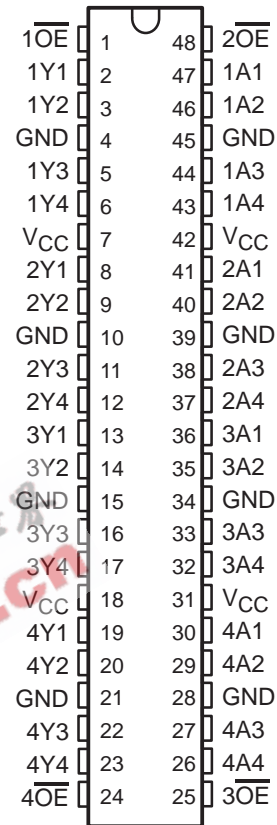 1O̅E̅ 1 48 2O̅E̅
1Y1 2 47 1A1
1Y2 3 46 1A2
GND 4 45 GND
1Y3 5 44 1A3
1Y4 6 43 1A4
VCC 7 42 VCC
2Y1 8 41 2A1
2Y2 9 40 2A2
GND 10 39 GND
2Y3 11 38 2A3
2Y4 12 37 2A4
3Y1 13 36 3A1
3Y2 14 35 3A2
GND 15 34 GND
3Y3 16 33 3A3
3Y4 17 32 3A4
VCC 18 31 VCC
4Y1 19 30 4A1
4Y2 20 29 4A2
GND 21 28 GND
4Y3 22 27 4A3
4Y4 23 26 4A4
4O̅E̅ 24 25 3O̅E̅